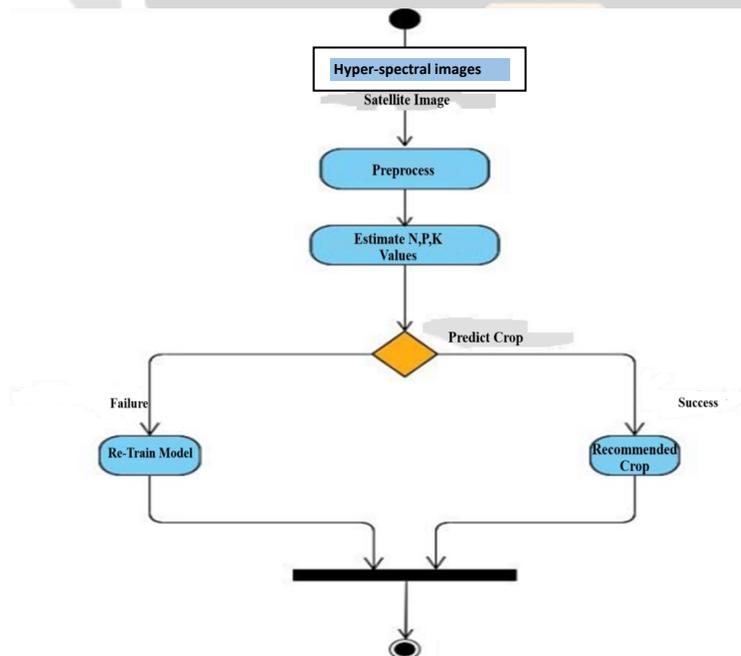 Hyper-spectral images
Satellite Image
Preprocess
Estimate N,P,K
Values
Predict Crop
Failure
Success
Re-Train Model
Recommended
Crop